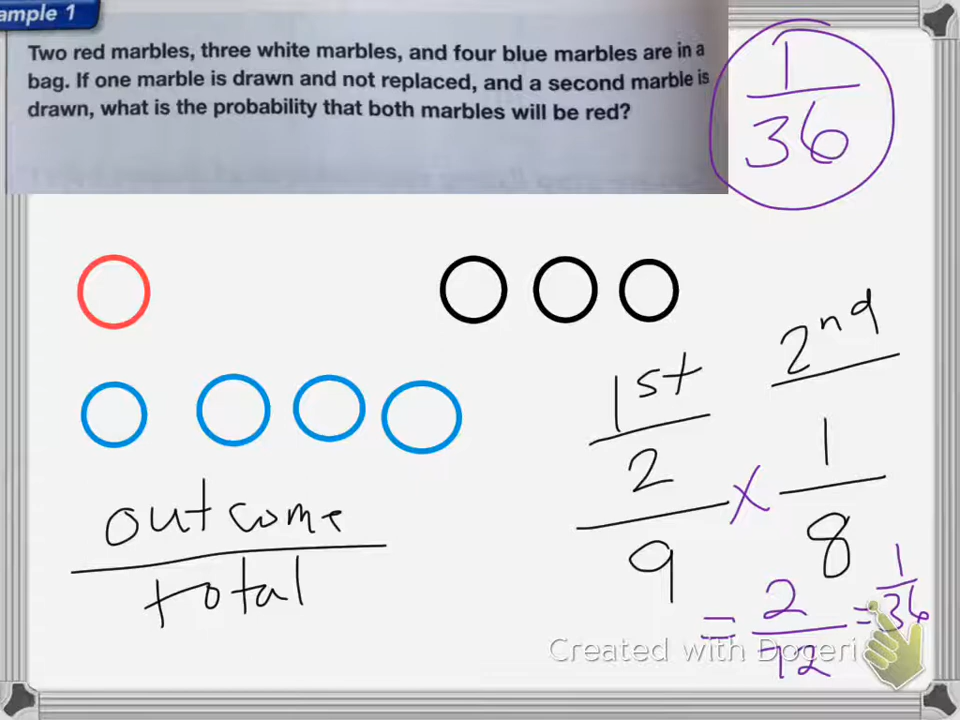 ample 1
Two red marbles, three white marbles, and four blue marbles are in a
bag. If one marble is drawn and not replaced, and a second marble is
drawn, what is the probability that both marbles will be red?
1
36
1st
2nd
2
9
x
1
8
outcome
total
= 2
12
= 1
36
Created with Doceri